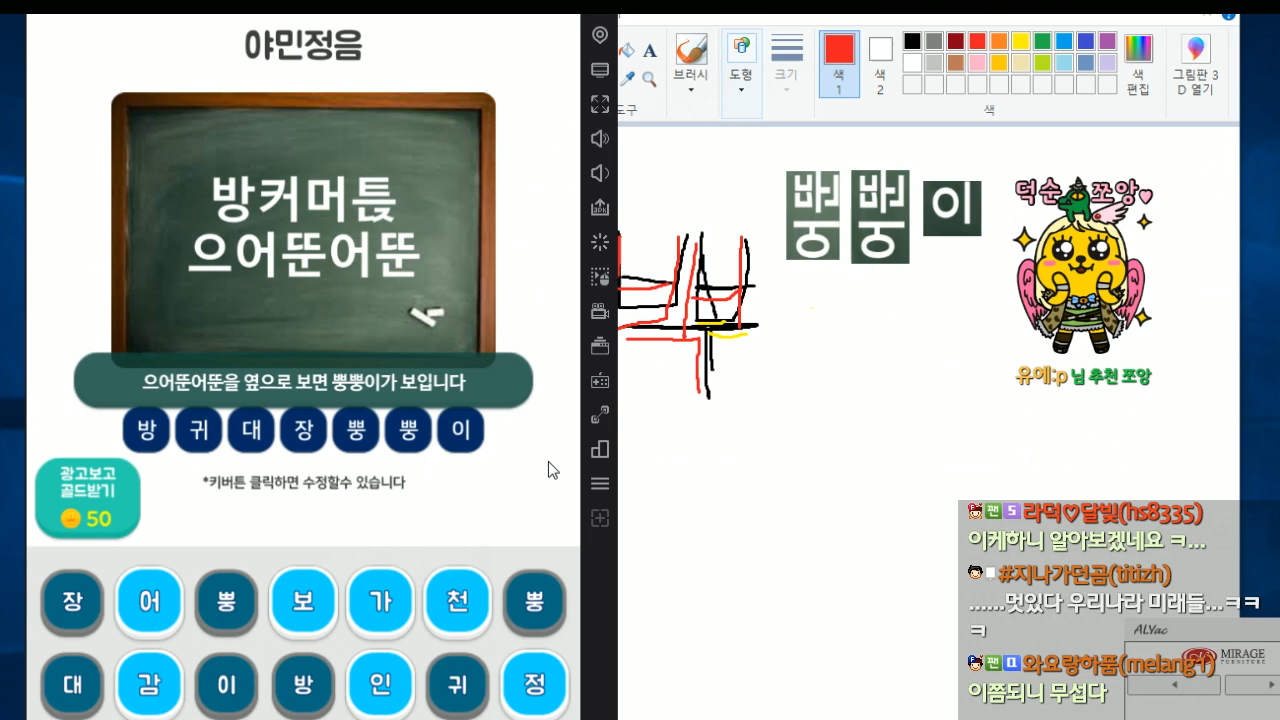 야민정음
방커머튽
으어뚠어뚠
으어뚠어뚠을 옆으로 보면 뿡뿡이가 보입니다
방 귀 대 장 뿡 뿡 이
*키버튼 클릭하면 수정할수 있습니다
광고보고
골드받기
50
장 어 뿡 보 가 천 뿡
대 감 이 방 인 귀 정
A
브러시
도형
크기
색
1
색
2
색
편집
그림판 3
D 열기
도구
색
이
덕순 쪼앙♥
유예:p 님 추천 쪼앙
팬 S 라덕♡달빛(hs8335)
이케하니 알아보겠네요 ㅋ...
#지나가던곰(titizh)
......멋있다 우리나라 미래들...ㅋㅋ
ㅋ
팬 와요랑하품(melang1)
이쯤되니 무섭다
ALYac
MIRAGE
FURNITURE